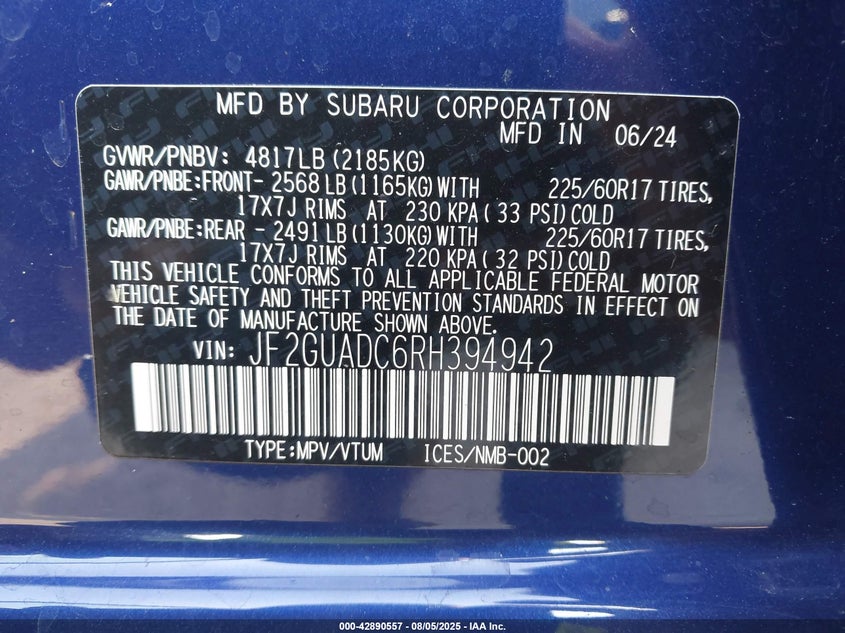 MFD BY SUBARU CORPORATION
MFD IN 06/24
GVWR/PNBV: 4817LB (2185KG)
GAWR/PNBE:FRONT- 2568 LB (1165KG) WITH 225/60R17 TIRES,
17X7J RIMS AT 230 KPA ( 33 PSI) COLD
GAWR/PNBE:REAR - 2491 LB (1130KG) WITH 225/60R17 TIRES,
17X7J RIMS AT 220 KPA ( 32 PSI) COLD
THIS VEHICLE CONFORMS TO ALL APPLICABLE FEDERAL MOTOR
VEHICLE SAFETY AND THEFT PREVENTION STANDARDS IN EFFECT ON
THE DATE OF MANUFACTURE SHOWN ABOVE.
VIN: JF2GUADC6RH394942
TYPE:MPV/VTUM ICES/NMB-002
000-42890557 - 08/05/2025 - IAA Inc.